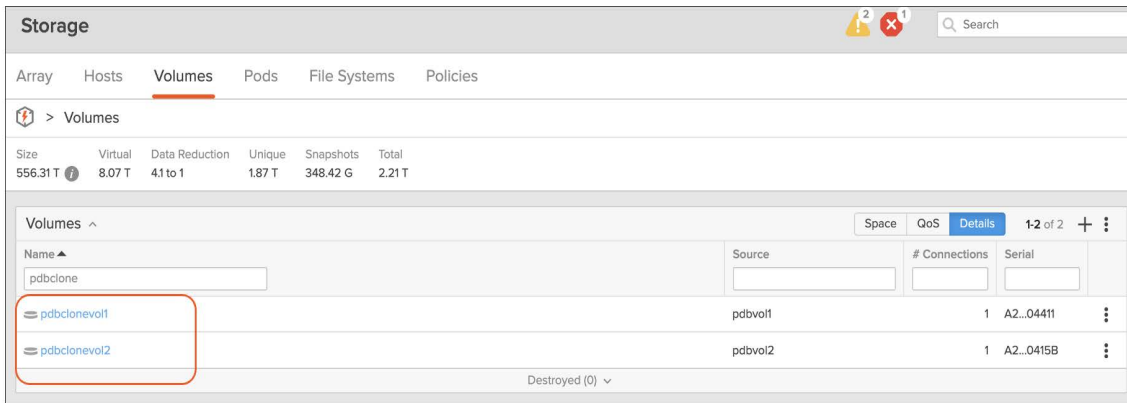 Storage
2
1
Search
Array Hosts Volumes Pods File Systems Policies
> Volumes
Size Virtual Data Reduction Unique Snapshots Total
556.31 T 8.07 T 4.1 to 1 1.87 T 348.42 G 2.21 T
Volumes Space QoS Details 1-2 of 2
Name Source # Connections Serial
pdbclone
pdbclonevol1 pdbvol1 1 A2...04411
pdbclonevol2 pdbvol2 1 A2...0415B
Destroyed (0)